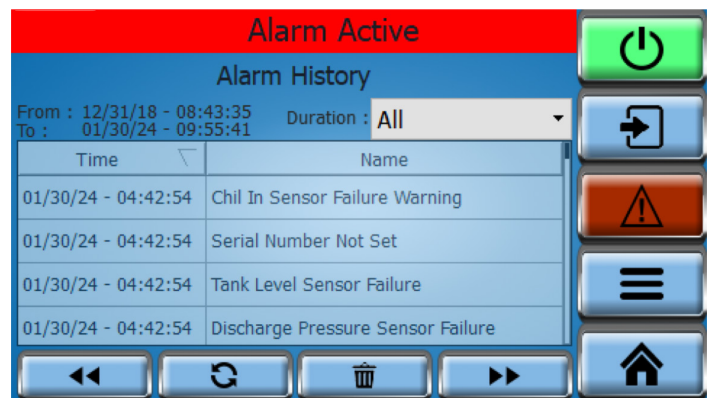 Alarm Active
Alarm History
From : 12/31/18 - 08:43:35
To : 01/30/24 - 09:55:41
Duration : All
Time Name
01/30/24 - 04:42:54 Chil In Sensor Failure Warning
01/30/24 - 04:42:54 Serial Number Not Set
01/30/24 - 04:42:54 Tank Level Sensor Failure
01/30/24 - 04:42:54 Discharge Pressure Sensor Failure